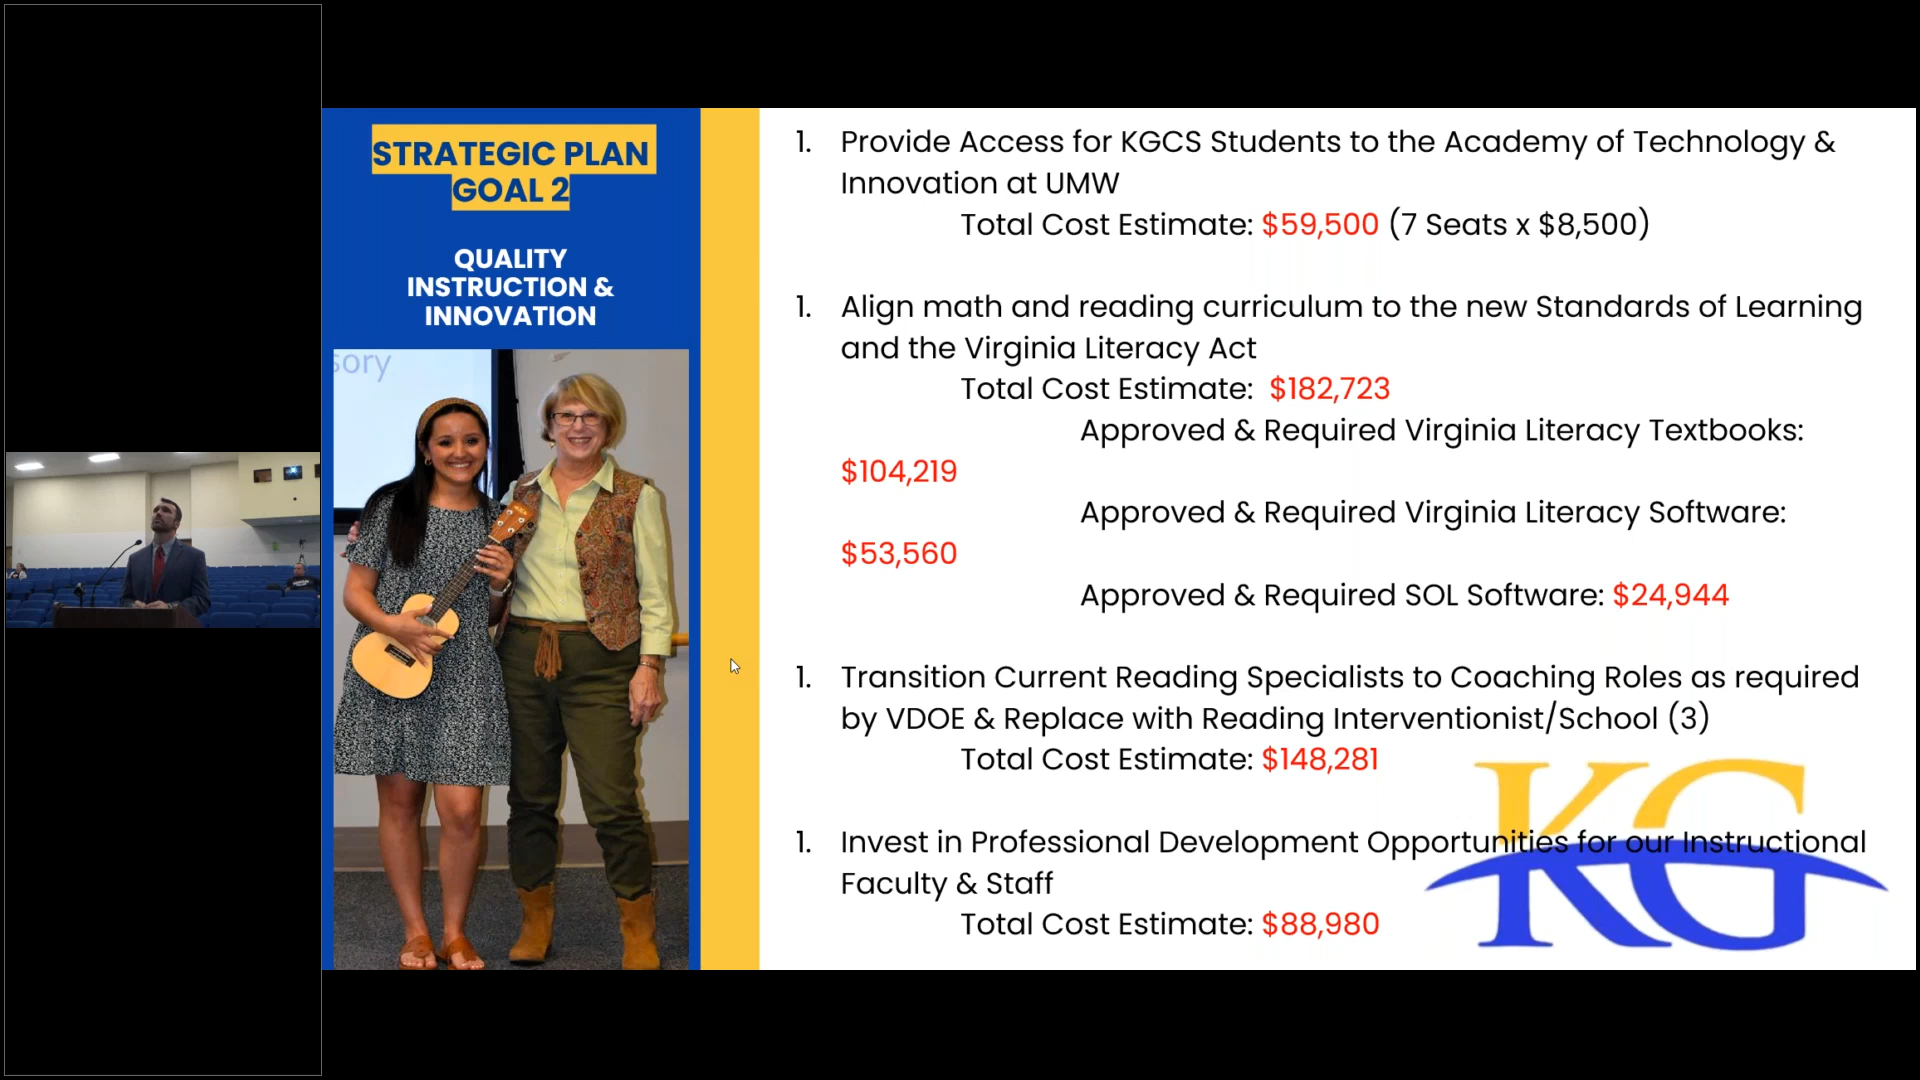 STRATEGIC PLAN
GOAL 2
QUALITY
INSTRUCTION &
INNOVATION
sory
1. Provide Access for KGCS Students to the Academy of Technology &
Innovation at UMW
Total Cost Estimate: $59,500 (7 Seats x $8,500)
1. Align math and reading curriculum to the new Standards of Learning
and the Virginia Literacy Act
Total Cost Estimate: $182,723
Approved & Required Virginia Literacy Textbooks:
$104,219
Approved & Required Virginia Literacy Software:
$53,560
Approved & Required SOL Software: $24,944
1. Transition Current Reading Specialists to Coaching Roles as required
by VDOE & Replace with Reading Interventionist/School (3)
Total Cost Estimate: $148,281
1. Invest in Professional Development Opportunities for our Instructional
Faculty & Staff
Total Cost Estimate: $88,980
KG